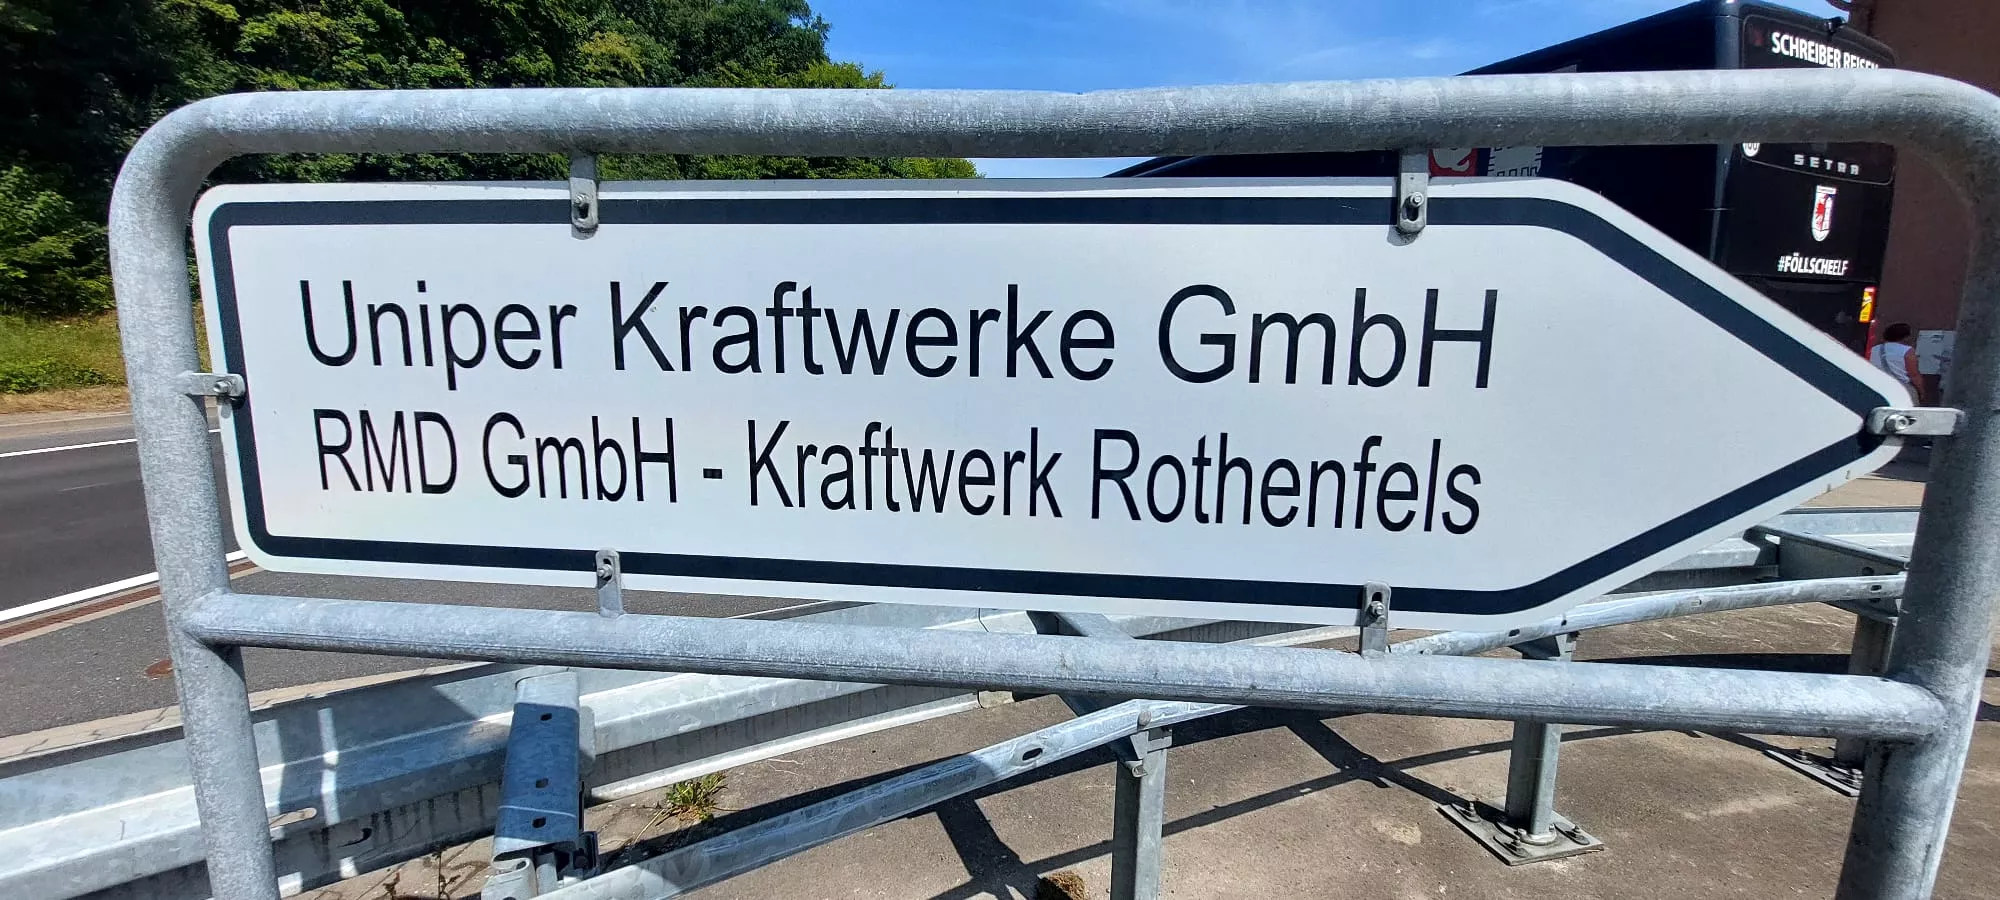 SCHREIBER REISEN
SETRA
#FÖLLSCHEELF
Uniper Kraftwerke GmbH
RMD GmbH - Kraftwerk Rothenfels